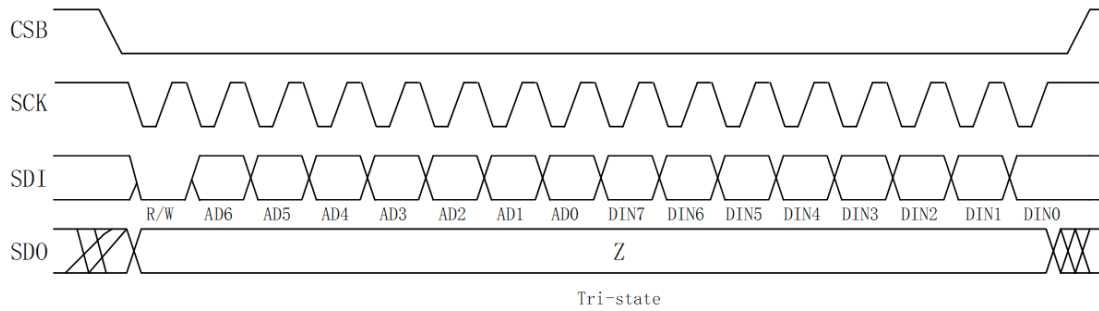 CSB
SCK
SDI
R/W AD6 AD5 AD4 AD3 AD2 AD1 AD0 DIN7 DIN6 DIN5 DIN4 DIN3 DIN2 DIN1 DIN0
SDO Z
Tri-state